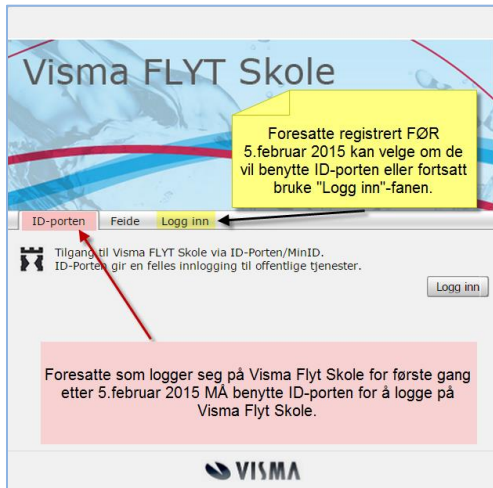 Visma FLYT Skole
Foresatte registrert FØR
5.februar 2015 kan velge om de
vil benytte ID-porten eller fortsatt
bruke "Logg inn"-fanen.
ID-porten Feide Logg inn
Tilgang til Visma FLYT Skole via ID-Porten/MinID.
ID-Porten gir en felles innlogging til offentlige tjenester.
Logg inn
Foresatte som logger seg på Visma Flyt Skole for første gang
etter 5.februar 2015 MÅ benytte ID-porten for å logge på
Visma Flyt Skole.
VISMA